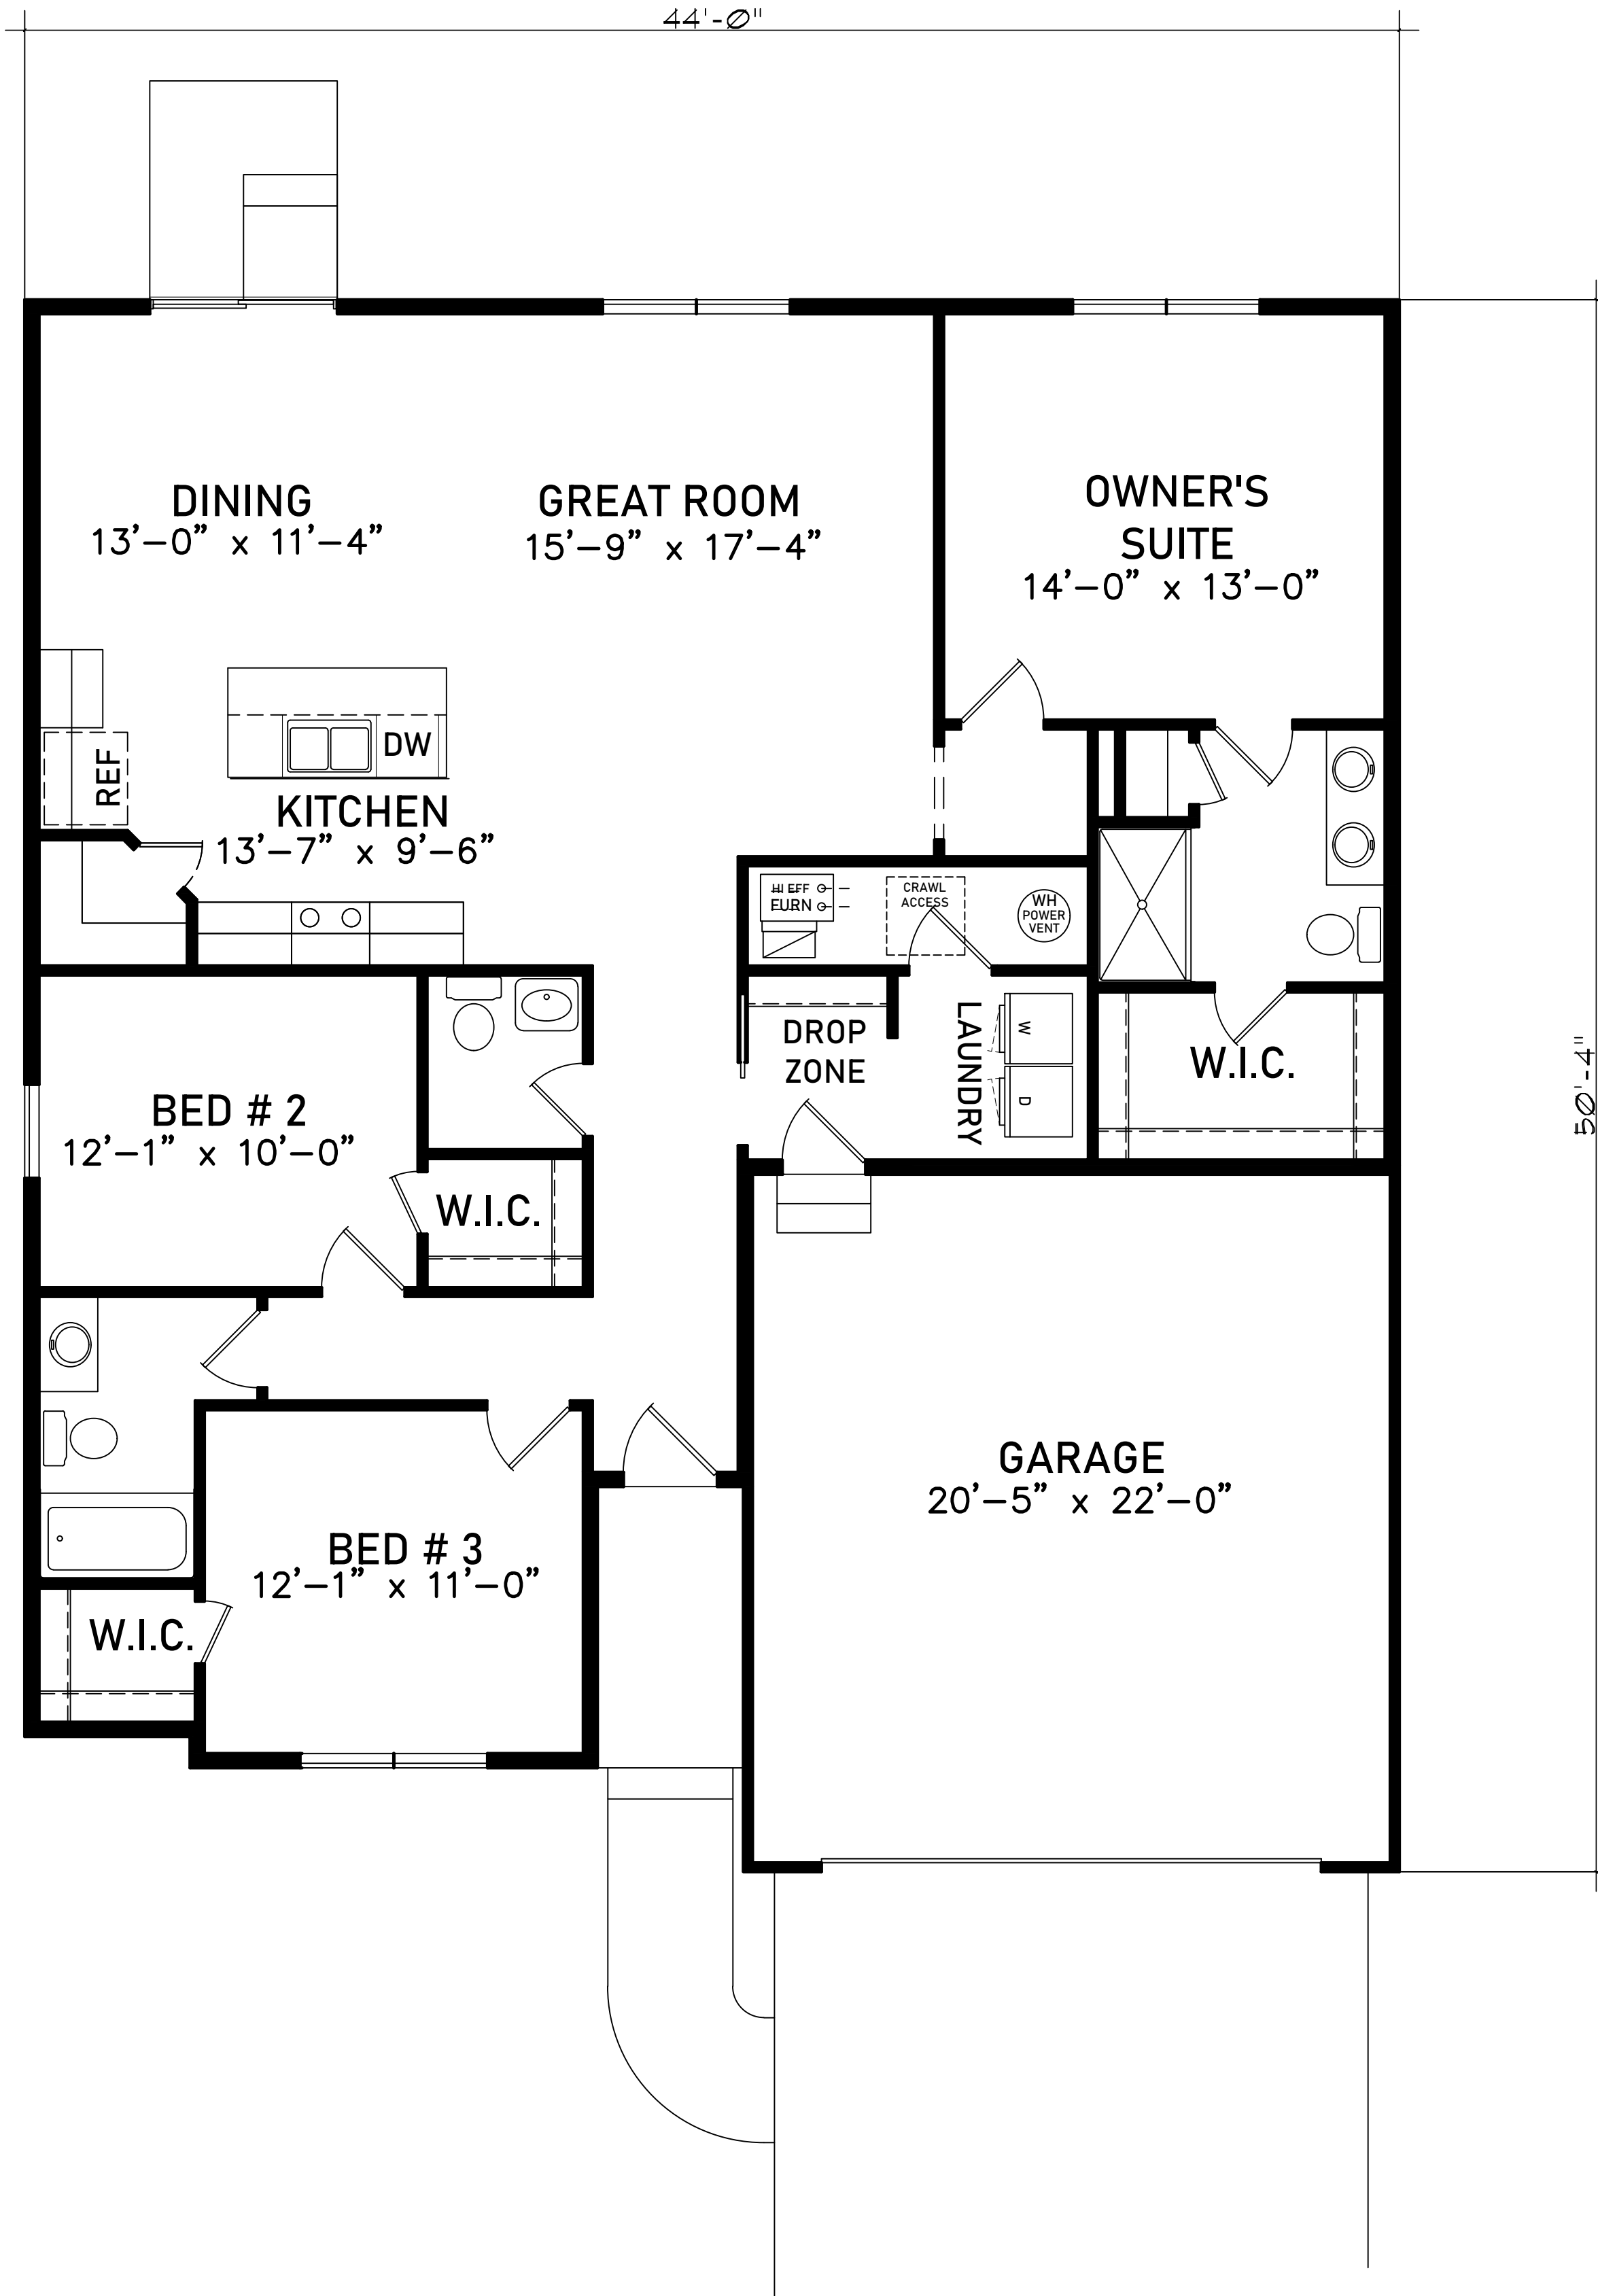 44'-0"
DINING
13'-0" x 11'-4"
GREAT ROOM
15'-9" x 17'-4"
OWNER'S
SUITE
14'-0" x 13'-0"
REF
DW
KITCHEN
13'-7" x 9'-6"
HI EFF
FURN
CRAWL
ACCESS
WH
POWER
VENT
DROP
ZONE
LAUNDRY
W
D
W.I.C.
50'-4"
BED # 2
12'-1" x 10'-0"
W.I.C.
GARAGE
20'-5" x 22'-0"
BED # 3
12'-1" x 11'-0"
W.I.C.